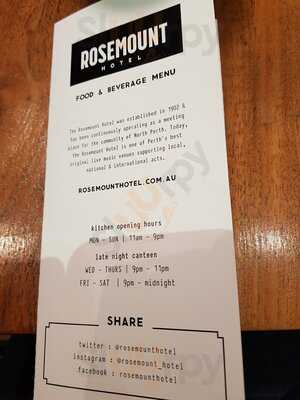 ROSEMOUNT
HOTEL
FOOD & BEVERAGE MENU
The Rosemount Hotel was established in 1902 &
has been continuously operating as a meeting
place for the community of North Perth. Today,
the Rosemount Hotel is one of Perth's best
original live music venues supporting local,
national & international acts.
ROSEMOUNTHOTEL.COM.AU
kitchen opening hours
MON - SUN | 11am - 9pm
late night canteen
WED - THURS | 9pm - 11pm
FRI - SAT | 9pm - midnight
SHARE
twitter : @rosemounthotel
instagram : @rosemount_hotel
facebook : rosemounthotel